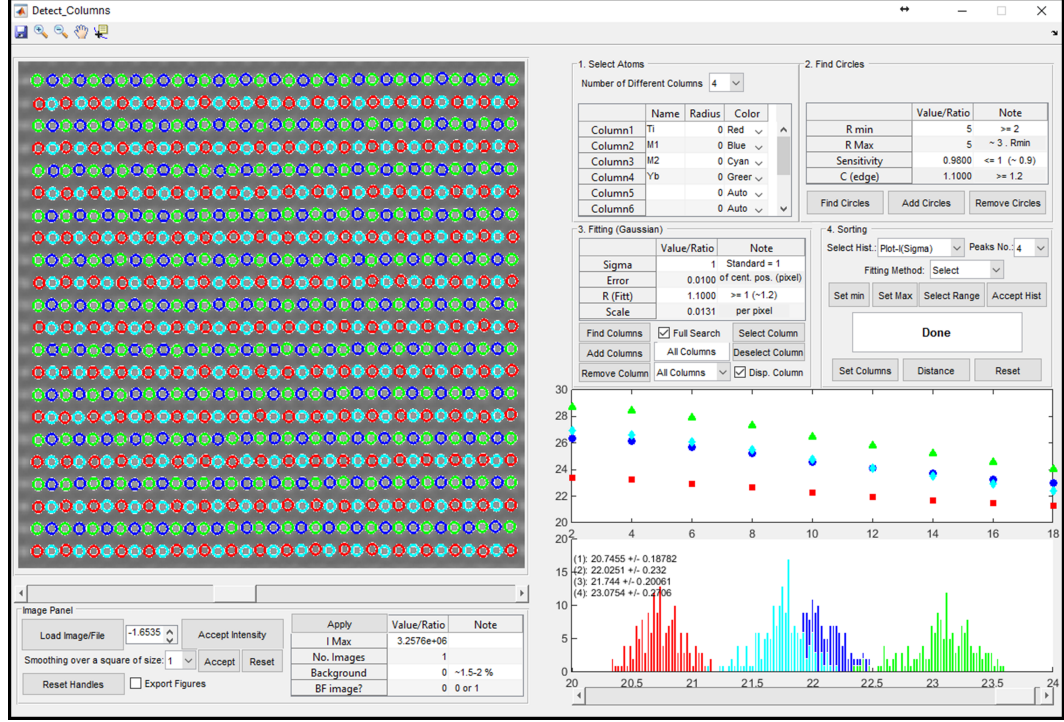 Detect_Columns
1. Select Atoms
Number of Different Columns 4
Name Radius Color
Column1 Ti 0 Red
Column2 M1 0 Blue
Column3 M2 0 Cyan
Column4 Yb 0 Greer
Column5 0 Auto
Column6 0 Auto
2. Find Circles
Value/Ratio Note
R min 5 >= 2
R Max 5 ~ 3 . Rmin
Sensitivity 0.9800 <= 1 (~ 0.9)
C (edge) 1.1000 >= 1.2
Find Circles Add Circles Remove Circles
3. Fitting (Gaussian)
Value/Ratio Note
Sigma 1 Standard = 1
Error 0.0100 of cent. pos. (pixel)
R (Fitt) 1.1000 >= 1 (~1.2)
Scale 0.0131 per pixel
Find Columns Full Search Select Column
Add Columns All Columns Deselect Column
Remove Column All Columns Disp. Column
4. Sorting
Select Hist.: Plot-I(Sigma) Peaks No.: 4
Fitting Method: Select
Set min Set Max Select Range Accept Hist
Done
Set Columns Distance Reset
30
28
26
24
22
20
2 4 6 8 10 12 14 16 18
20
15
10
5
0
(1): 20.7455 +/- 0.18782
(2): 22.0251 +/- 0.232
(3): 21.744 +/- 0.20061
(4): 23.0754 +/- 0.2706
20 20.5 21 21.5 22 22.5 23 23.5 24
Image Panel
Load Image/File -1.6535 Accept Intensity
Smoothing over a square of size: 1 Accept Reset
Reset Handles Export Figures
Apply Value/Ratio Note
I Max 3.2576e+06
No. Images 1
Background 0 ~1.5-2 %
BF image? 0 0 or 1